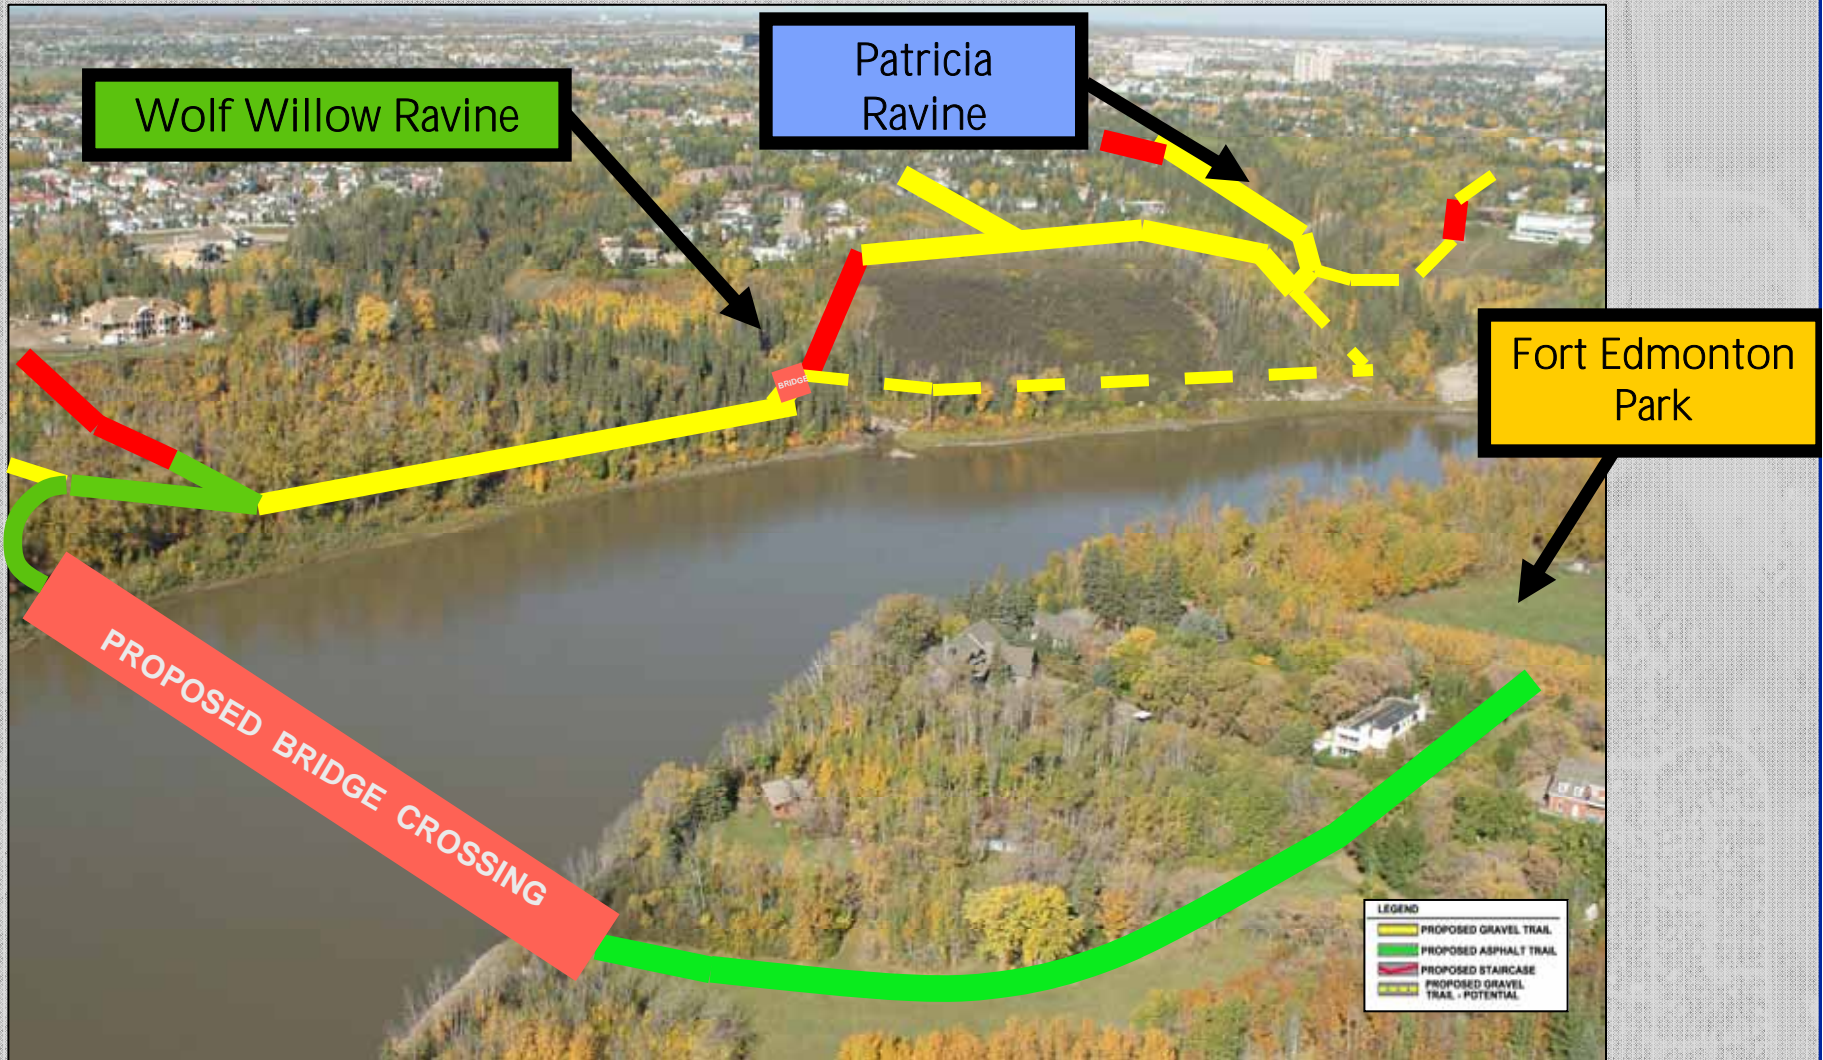 Patricia
Ravine
Wolf Willow Ravine
Fort Edmonton
Park
BRIDGE
PROPOSED BRIDGE CROSSING
LEGEND
PROPOSED GRAVEL TRAIL
PROPOSED ASPHALT TRAIL
PROPOSED STAIRCASE
PROPOSED GRAVEL
TRAIL - POTENTIAL